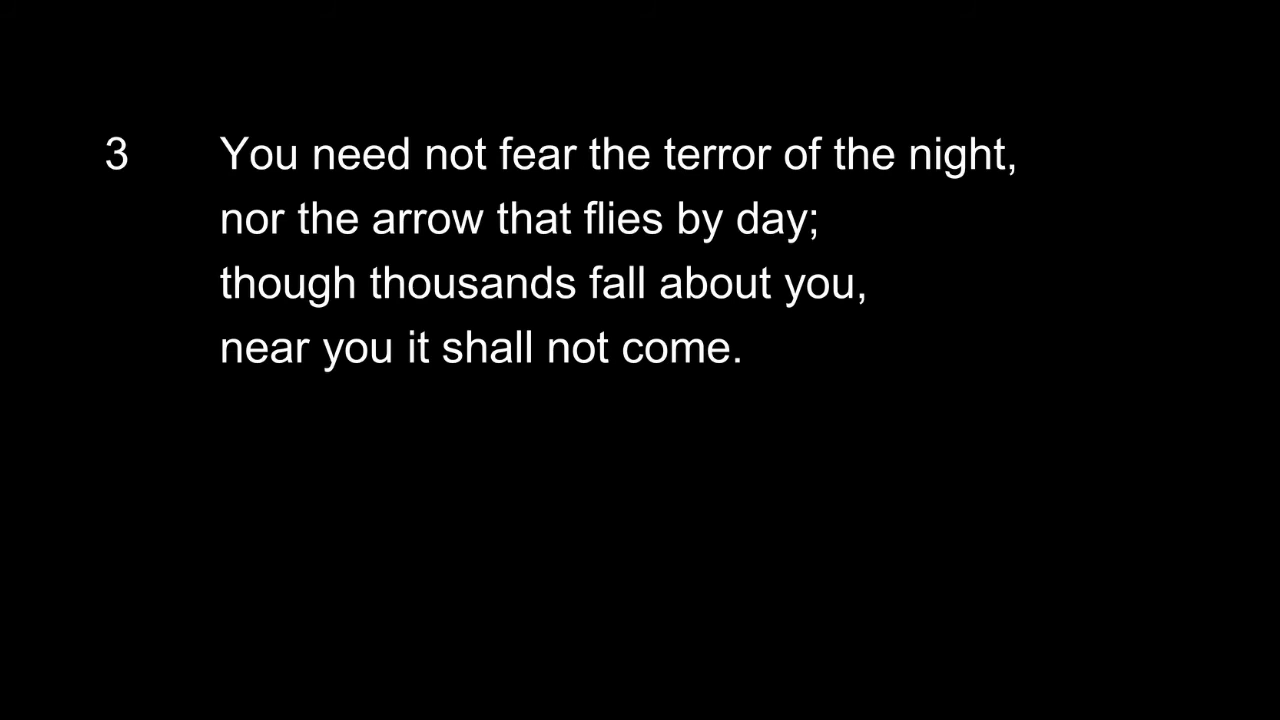 3 You need not fear the terror of the night,
nor the arrow that flies by day;
though thousands fall about you,
near you it shall not come.